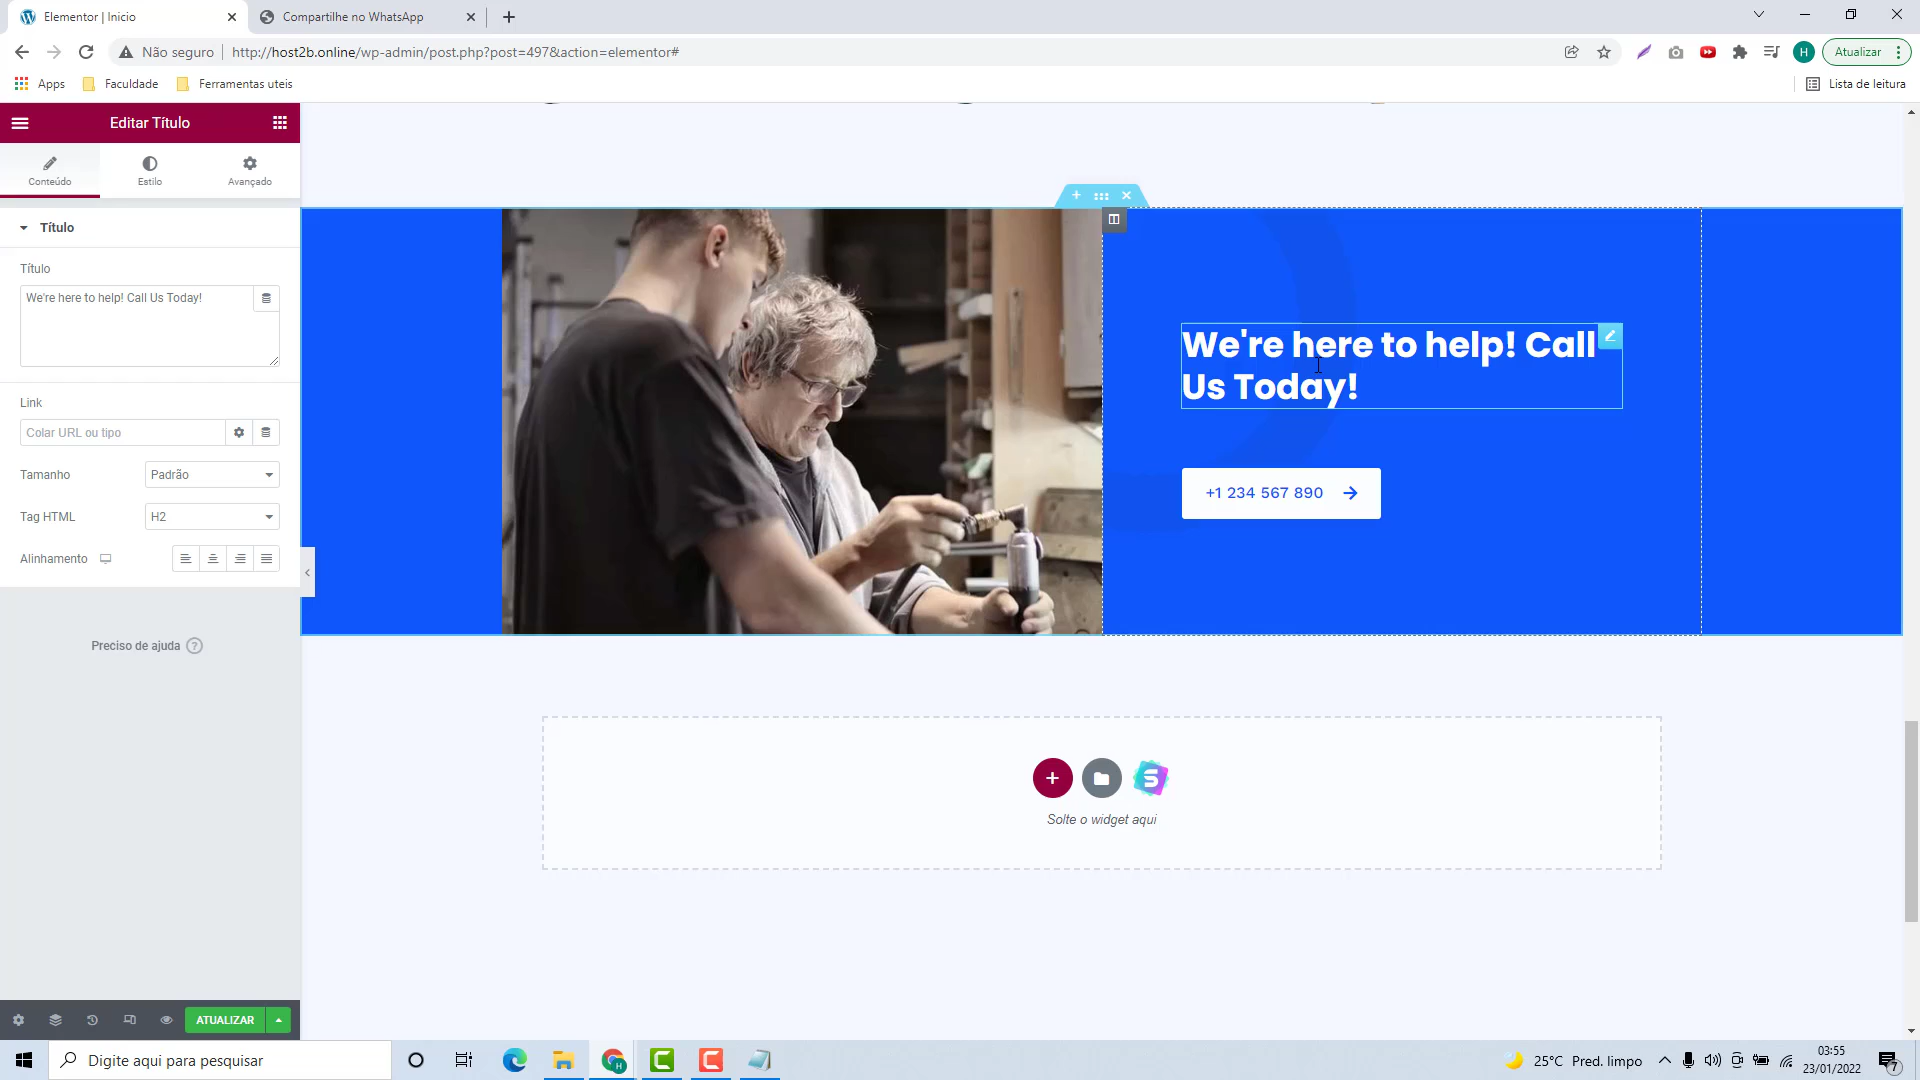 Elementor | Inicio
Compartilhe no WhatsApp
Não seguro
http://host2b.online/wp-admin/post.php?post=497&action=elementor#
H
Atualizar
Apps
Faculdade
Ferramentas uteis
Lista de leitura
Editar Título
Conteúdo
Estilo
Avançado
Título
Título
We're here to help! Call Us Today!
Link
Colar URL ou tipo
Tamanho
Padrão
Tag HTML
H2
Alinhamento
Preciso de ajuda ?
ATUALIZAR
We're here to help! Call
Us Today!
+1 234 567 890
Solte o widget aqui
Digite aqui para pesquisar
25°C Pred. limpo
03:55
23/01/2022
7